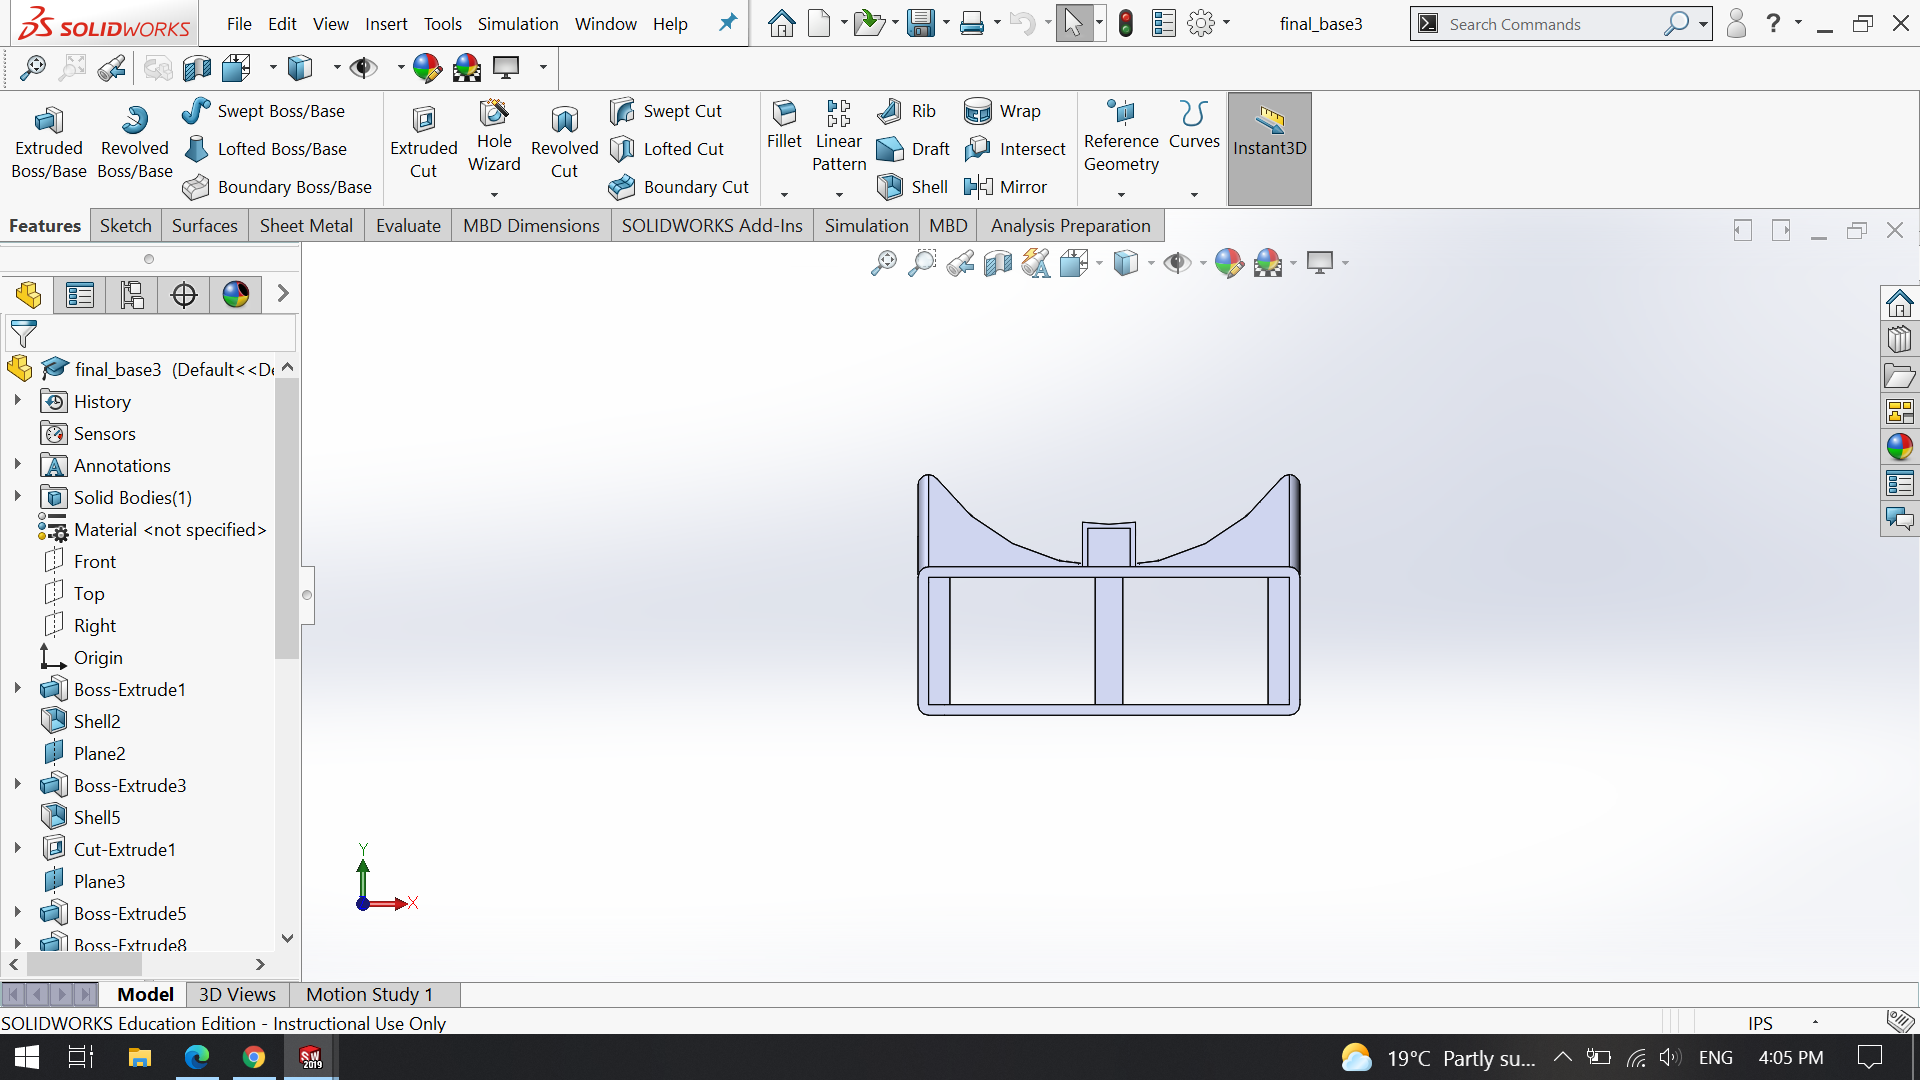 SOLIDWORKS
File Edit View Insert Tools Simulation Window Help
final_base3
Search Commands
?
Extruded Boss/Base
Revolved Boss/Base
Swept Boss/Base
Lofted Boss/Base
Boundary Boss/Base
Extruded Cut
Hole Wizard
Revolved Cut
Swept Cut
Lofted Cut
Boundary Cut
Fillet
Linear Pattern
Rib
Draft
Shell
Wrap
Intersect
Mirror
Reference Geometry
Curves
Instant3D
Features Sketch Surfaces Sheet Metal Evaluate MBD Dimensions SOLIDWORKS Add-Ins Simulation MBD Analysis Preparation
final_base3 (Default<<De
History
Sensors
Annotations
Solid Bodies(1)
Material <not specified>
Front
Top
Right
Origin
Boss-Extrude1
Shell2
Plane2
Boss-Extrude3
Shell5
Cut-Extrude1
Plane3
Boss-Extrude5
Boss-Extrude8
Y
X
Model 3D Views Motion Study 1
SOLIDWORKS Education Edition - Instructional Use Only
IPS
SW 2019
19°C Partly su...
ENG
4:05 PM